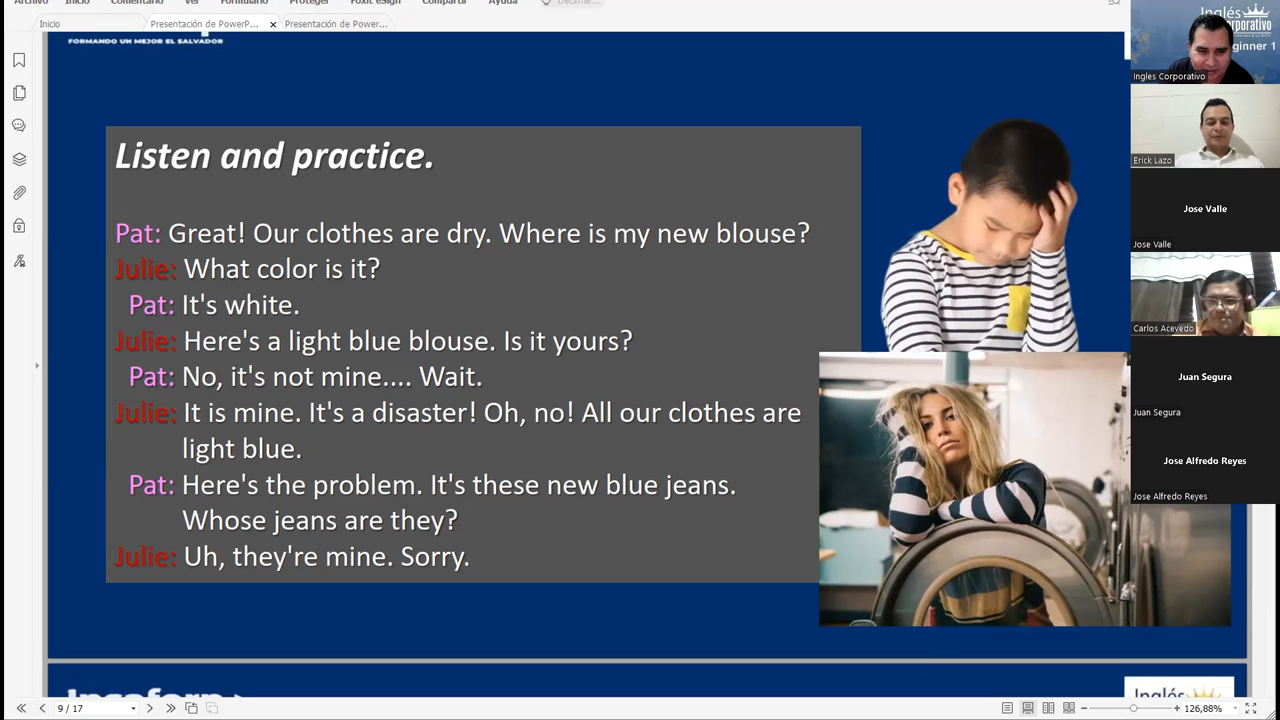 Archivo Inicio Comentario Ver Formulario Proteger Foxit eSign Compartir Ayuda
Inicio
Presentación de PowerP...
Presentación de Power...
FORMANDO UN MEJOR EL SALVADOR
Listen and practice.
Pat: Great! Our clothes are dry. Where is my new blouse?
Julie: What color is it?
Pat: It's white.
Julie: Here's a light blue blouse. Is it yours?
Pat: No, it's not mine.... Wait.
Julie: It is mine. It's a disaster! Oh, no! All our clothes are
light blue.
Pat: Here's the problem. It's these new blue jeans.
Whose jeans are they?
Julie: Uh, they're mine. Sorry.
Insaforp
Inglés
9 / 17
126,88%
Inglés
Corporativo
Beginner 1
Ingles Corporativo
Erick Lazo
Jose Valle
Jose Valle
Carlos Acevedo
Juan Segura
Juan Segura
Jose Alfredo Reyes
Jose Alfredo Reyes